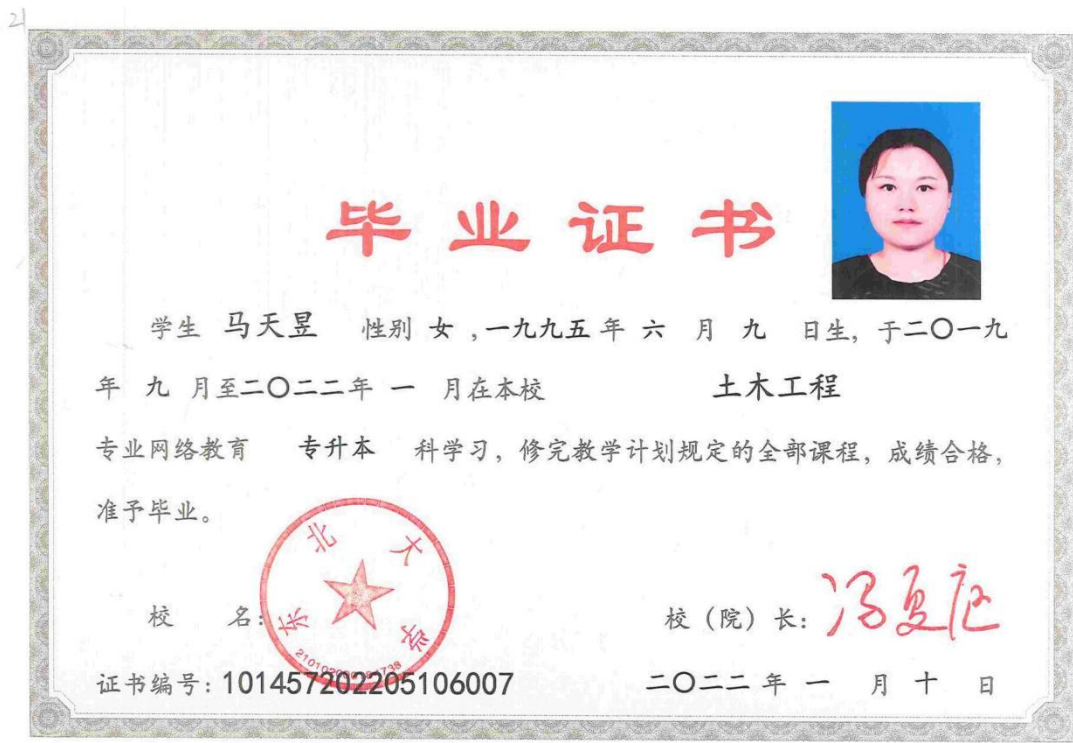 21
毕业证书
学生 马天昱 性别 女 ,一九九五 年 六 月 九 日生, 于二〇一九
年 九 月至二〇二二年 一 月在本校 土木工程
专业网络教育 专升本 科学习, 修完教学计划规定的全部课程, 成绩合格,
准予毕业。
东北大学
校 名: 校 (院) 长: 冯夏庭
证书编号: 101457202205106007 二〇二二 年 一 月 十 日